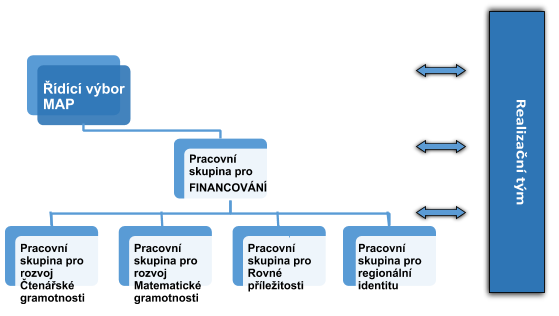 Řídící výbor
MAP
Realizační tým
Pracovní
skupina pro
FINANCOVÁNÍ
Pracovní
skupina pro
rozvoj
Čtenářské
gramotnosti
Pracovní
skupina pro
rozvoj
Matematické
gramotnosti
Pracovní
skupina pro
Rovné
příležitosti
Pracovní
skupina pro
regionální
identitu